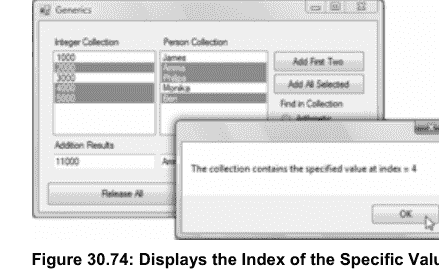 Generics
Integer Collection
Person Collection
1000
2000
3000
4000
5000
James
Philips
Monika
Ben
Add First Two
Add All Selected
Find in Collection
Addition Results
11000
Release All
The collection contains the specified value at index = 4
OK
Figure 30.74: Displays the Index of the Specific Valu